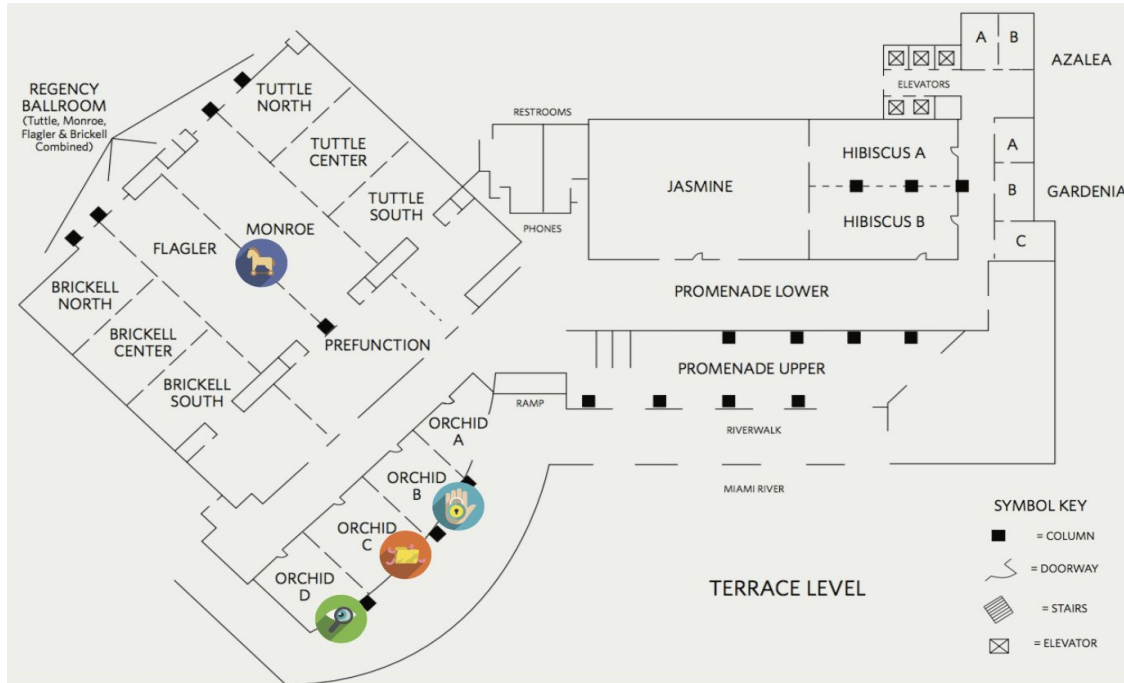 REGENCY
BALLROOM
(Tuttle, Monroe,
Flagler & Brickell
Combined)
TUTTLE
NORTH
TUTTLE
CENTER
TUTTLE
SOUTH
MONROE
FLAGLER
BRICKELL
NORTH
BRICKELL
CENTER
BRICKELL
SOUTH
PREFUNCTION
RESTROOMS
PHONES
JASMINE
HIBISCUS A
HIBISCUS B
ELEVATORS
A
B
AZALEA
A
B
GARDENIA
C
PROMENADE LOWER
PROMENADE UPPER
RAMP
RIVERWALK
MIAMI RIVER
ORCHID
A
ORCHID
B
ORCHID
C
ORCHID
D
TERRACE LEVEL
SYMBOL KEY
= COLUMN
= DOORWAY
= STAIRS
= ELEVATOR